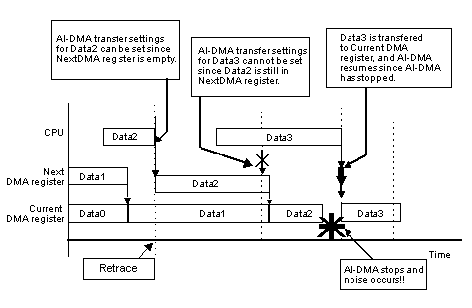 AI-DMA transfer settings
for Data2 can be set since
NextDMA register is empty.
AI-DMA transfer settings
for Data3 cannot be set
since Data2 is still in
NextDMA register.
Data3 is transfered
to Current DMA
register, and AI-DMA
resumes since AI-DMA
has stopped.
CPU
Data2
Data3
Next
DMA register
Data1
Data2
Current
DMA register
Data0
Data1
Data2
Data3
Time
Retrace
AI-DMA stops and
noise occurs!!